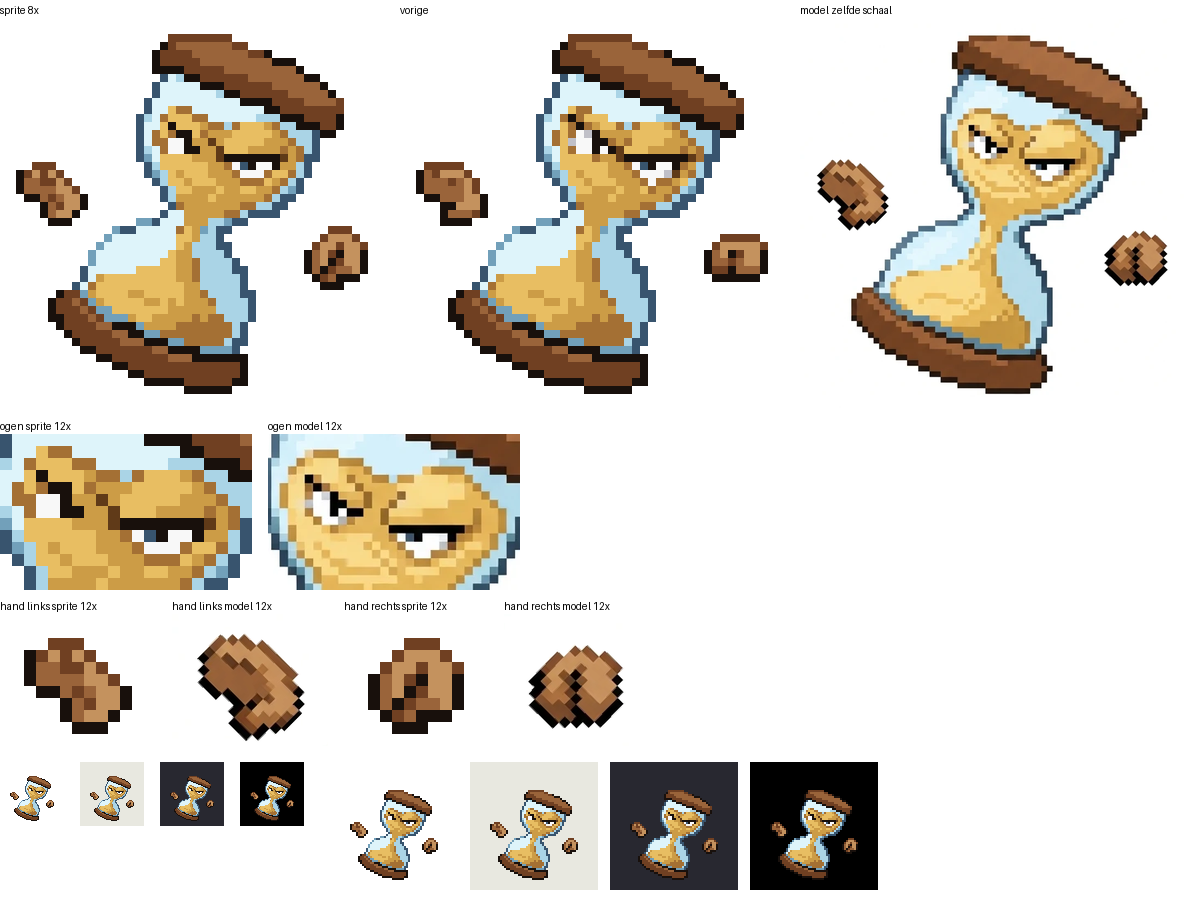 sprite 8x
vorige
model zelfde schaal
ogen sprite 12x
ogen model 12x
hand links sprite 12x
hand links model 12x
hand rechts sprite 12x
hand rechts model 12x